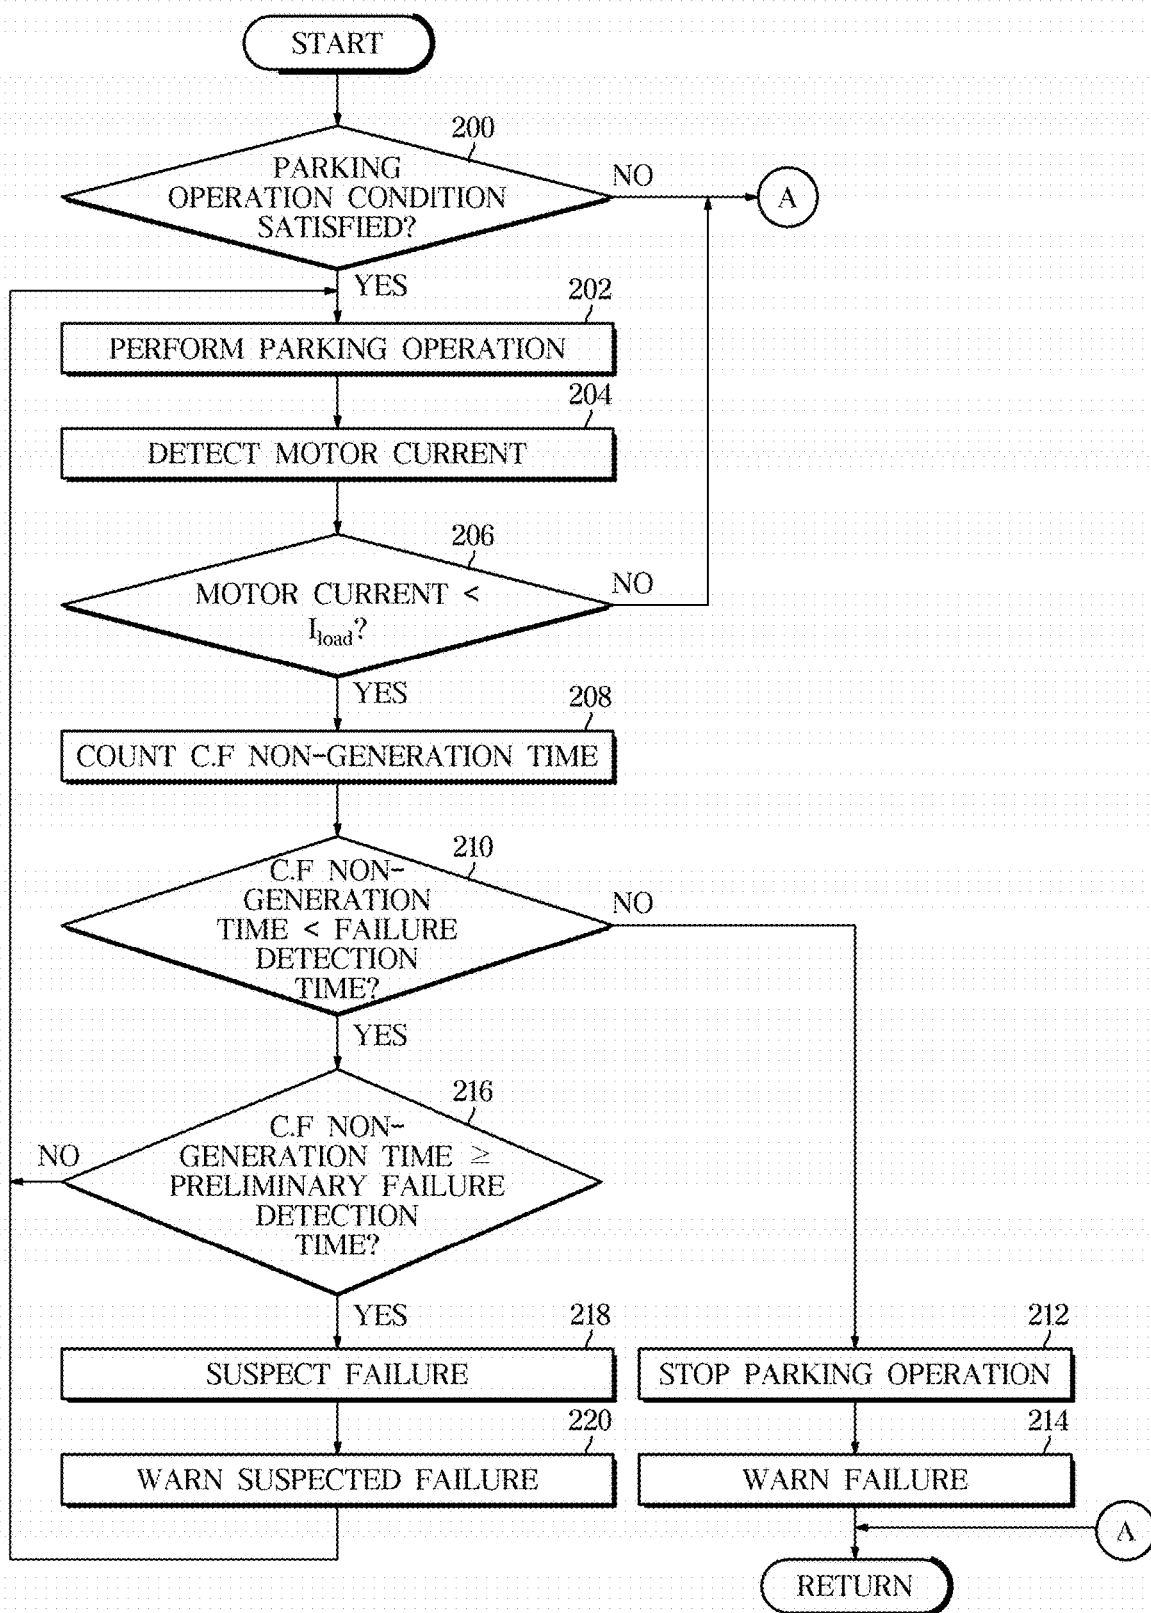 START
200
PARKING
OPERATION CONDITION
SATISFIED?
NO
A
YES
202
PERFORM PARKING OPERATION
204
DETECT MOTOR CURRENT
206
MOTOR CURRENT <
Iload?
NO
YES
208
COUNT C.F NON-GENERATION TIME
210
C.F NON-
GENERATION
TIME < FAILURE
DETECTION
TIME?
NO
YES
216
C.F NON-
GENERATION TIME ≥
PRELIMINARY FAILURE
DETECTION
TIME?
NO
YES
218
SUSPECT FAILURE
212
STOP PARKING OPERATION
220
WARN SUSPECTED FAILURE
214
WARN FAILURE
A
RETURN